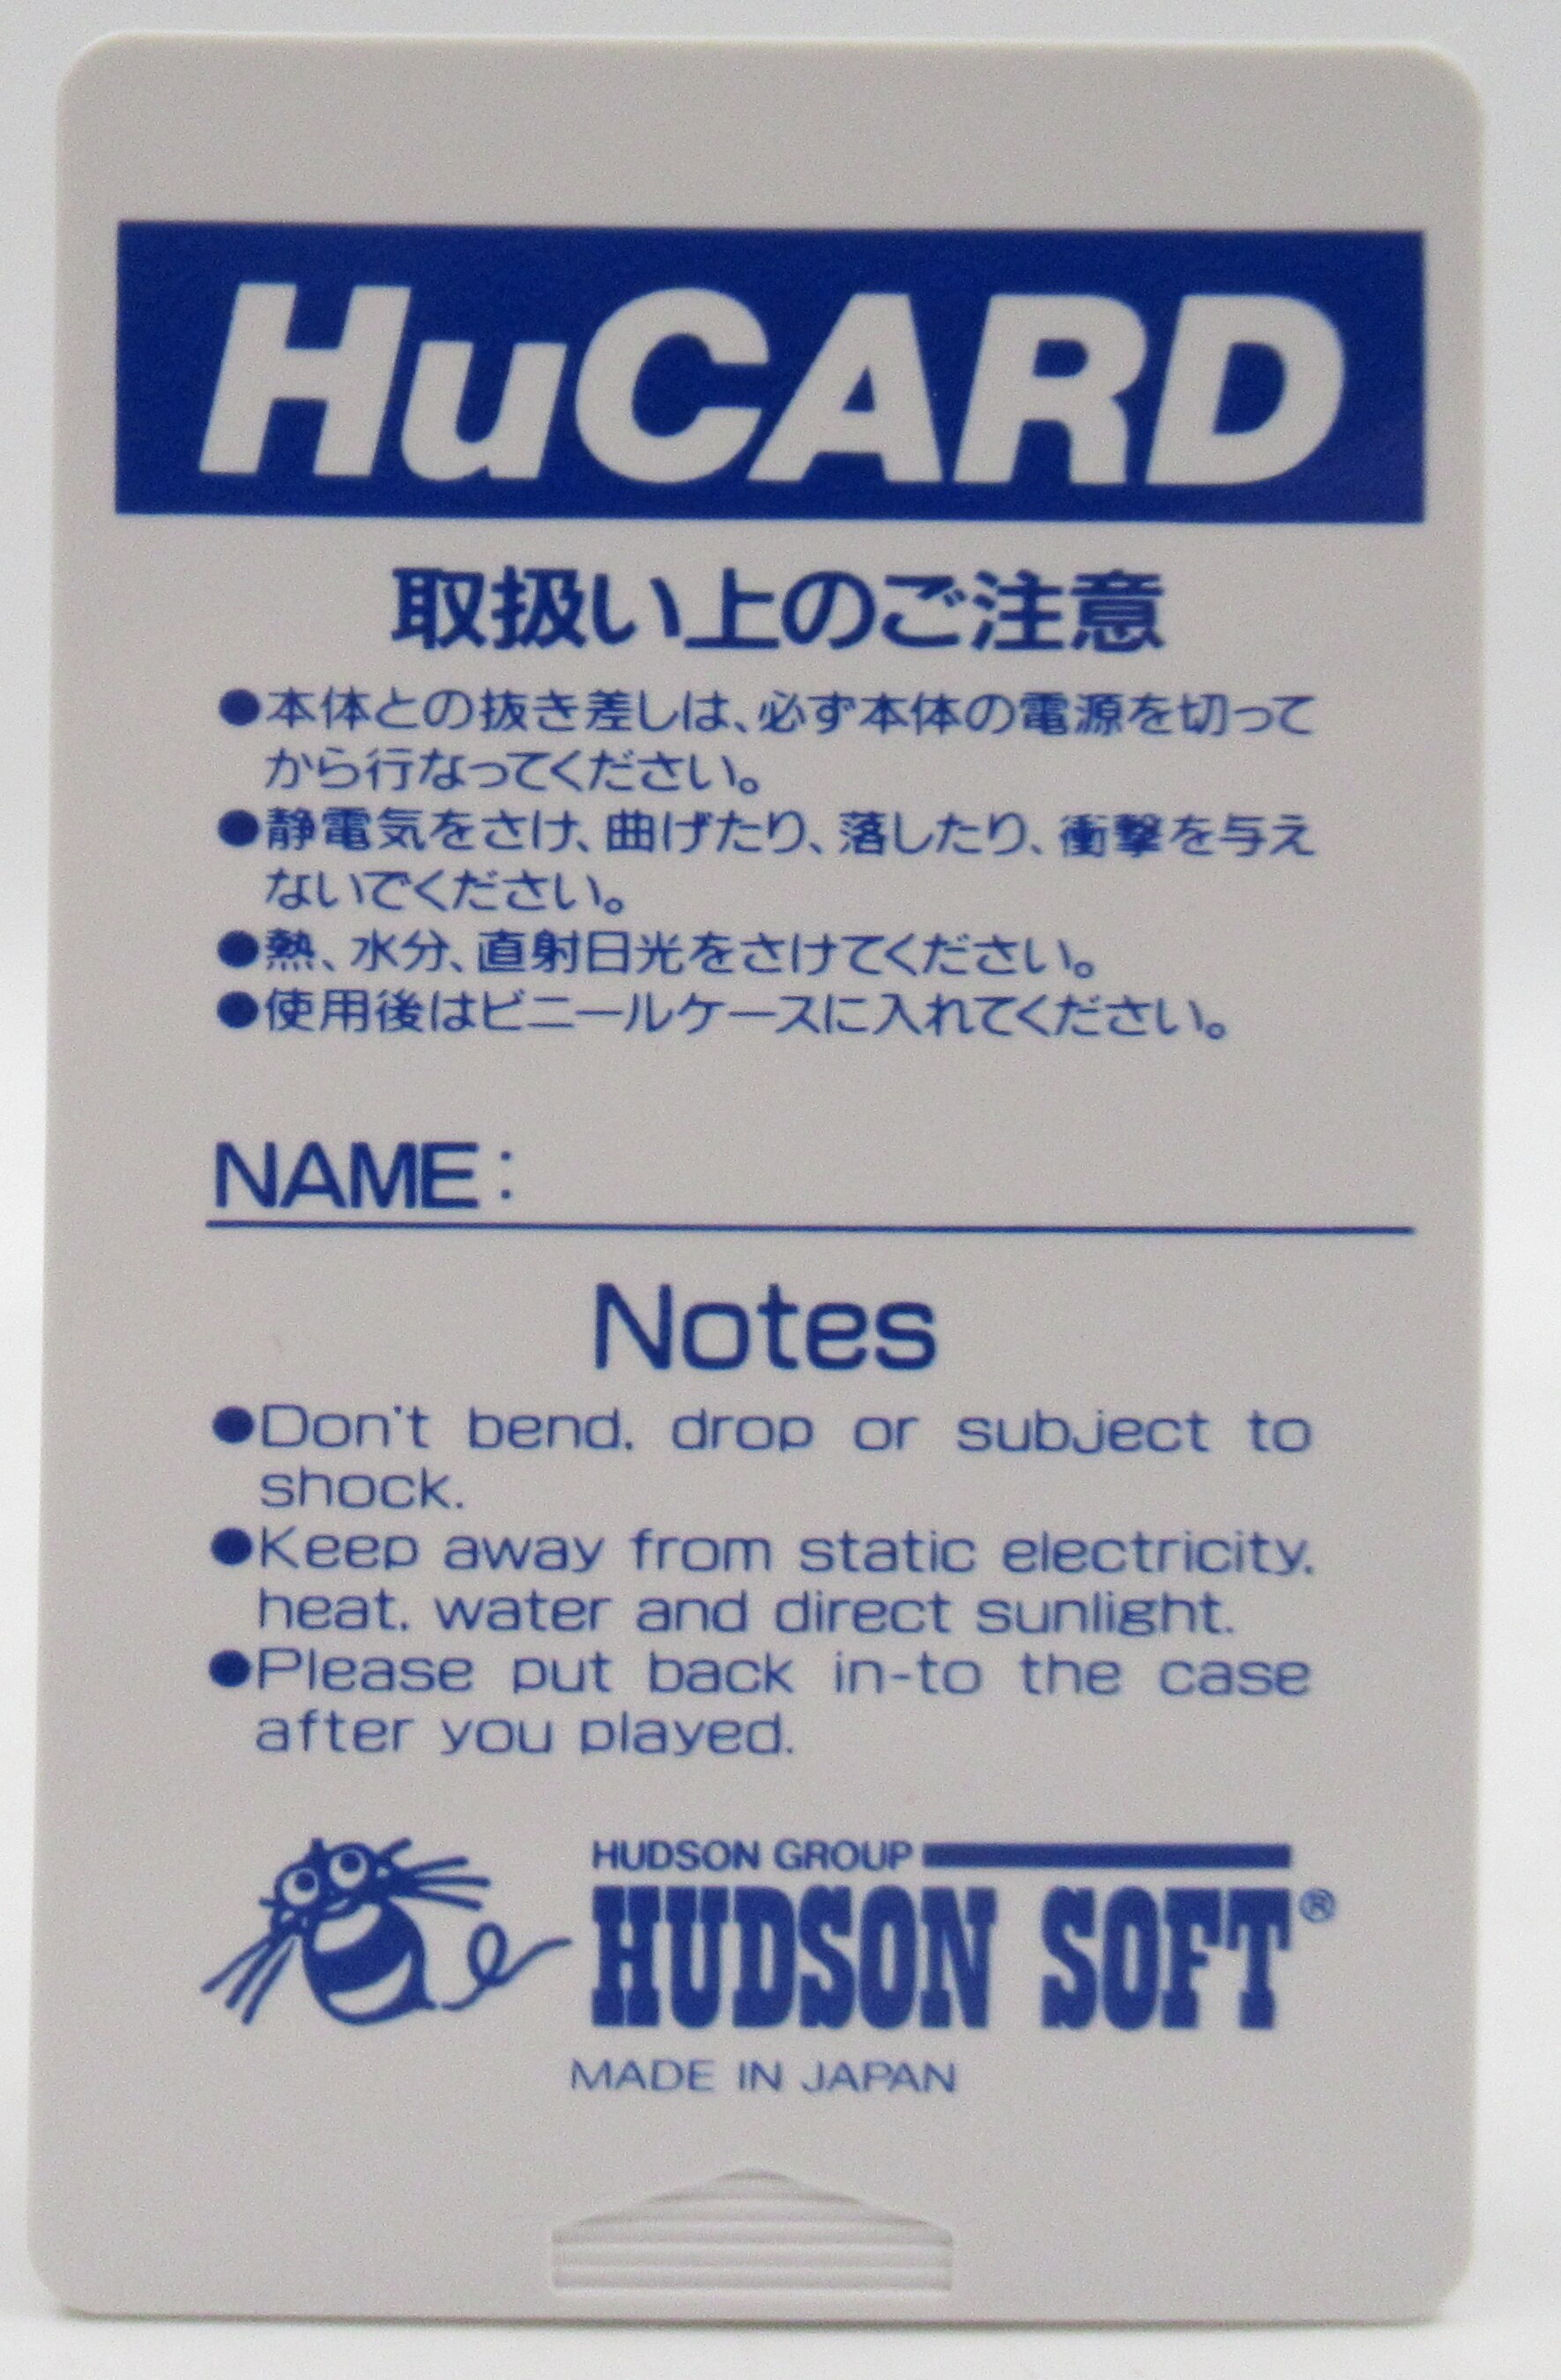 HuCARD
取扱い上のご注意
●本体との抜き差しは、必ず本体の電源を切って
から行なってください。
●静電気をさけ、曲げたり、落したり、衝撃を与え
ないでください。
●熱、水分、直射日光をさけてください。
●使用後はビニールケースに入れてください。
NAME:
Notes
●Don't bend, drop or subject to
shock.
●Keep away from static electricity,
heat, water and direct sunlight.
●Please put back in-to the case
after you played.
HUDSON GROUP
HUDSON SOFT®
MADE IN JAPAN